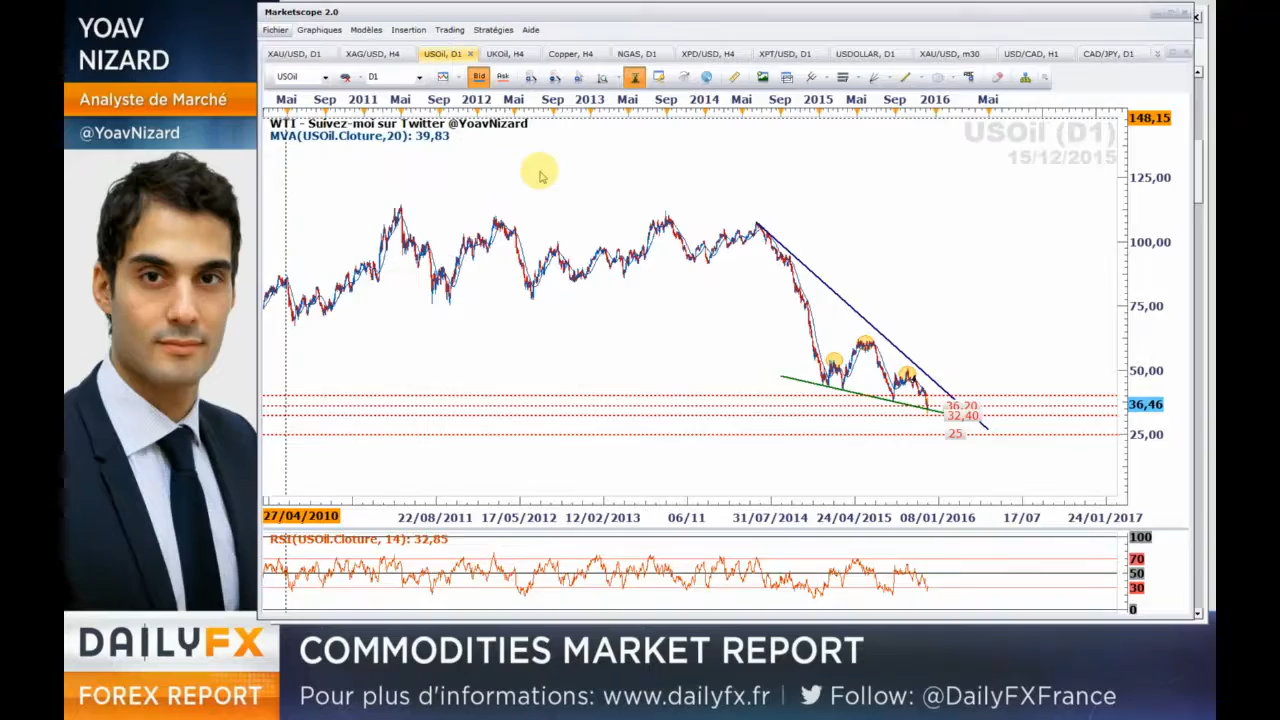 YOAV
NIZARD
Analyste de Marché
@YoavNizard
Marketscope 2.0
Fichier Graphiques Modèles Insertion Trading Stratégies Aide
XAU/USD, D1 XAG/USD, H4 USOil, D1 UKOil, H4 Copper, H4 NGAS, D1 XPD/USD, H4 XPT/USD, D1 USDOLLAR, D1 XAU/USD, m30 USD/CAD, H1 CAD/JPY, D1
USOil D1 Bid Ask
Mai Sep 2011 Mai Sep 2012 Mai Sep 2013 Mai Sep 2014 Mai Sep 2015 Mai Sep 2016 Mai
WTI - Suivez-moi sur Twitter @YoavNizard
MVA(USOil.Cloture,20): 39,83
USOil (D1)
15/12/2015
148,15
125,00
100,00
75,00
50,00
36,46
25,00
36,20
32,40
25
27/04/2010 22/08/2011 17/05/2012 12/02/2013 06/11 31/07/2014 24/04/2015 08/01/2016 17/07 24/01/2017
RSI(USOil.Cloture, 14): 32,85
100
70
50
30
0
DAILYFX
FOREX REPORT
COMMODITIES MARKET REPORT
Pour plus d'informations: www.dailyfx.fr | Follow: @DailyFXFrance